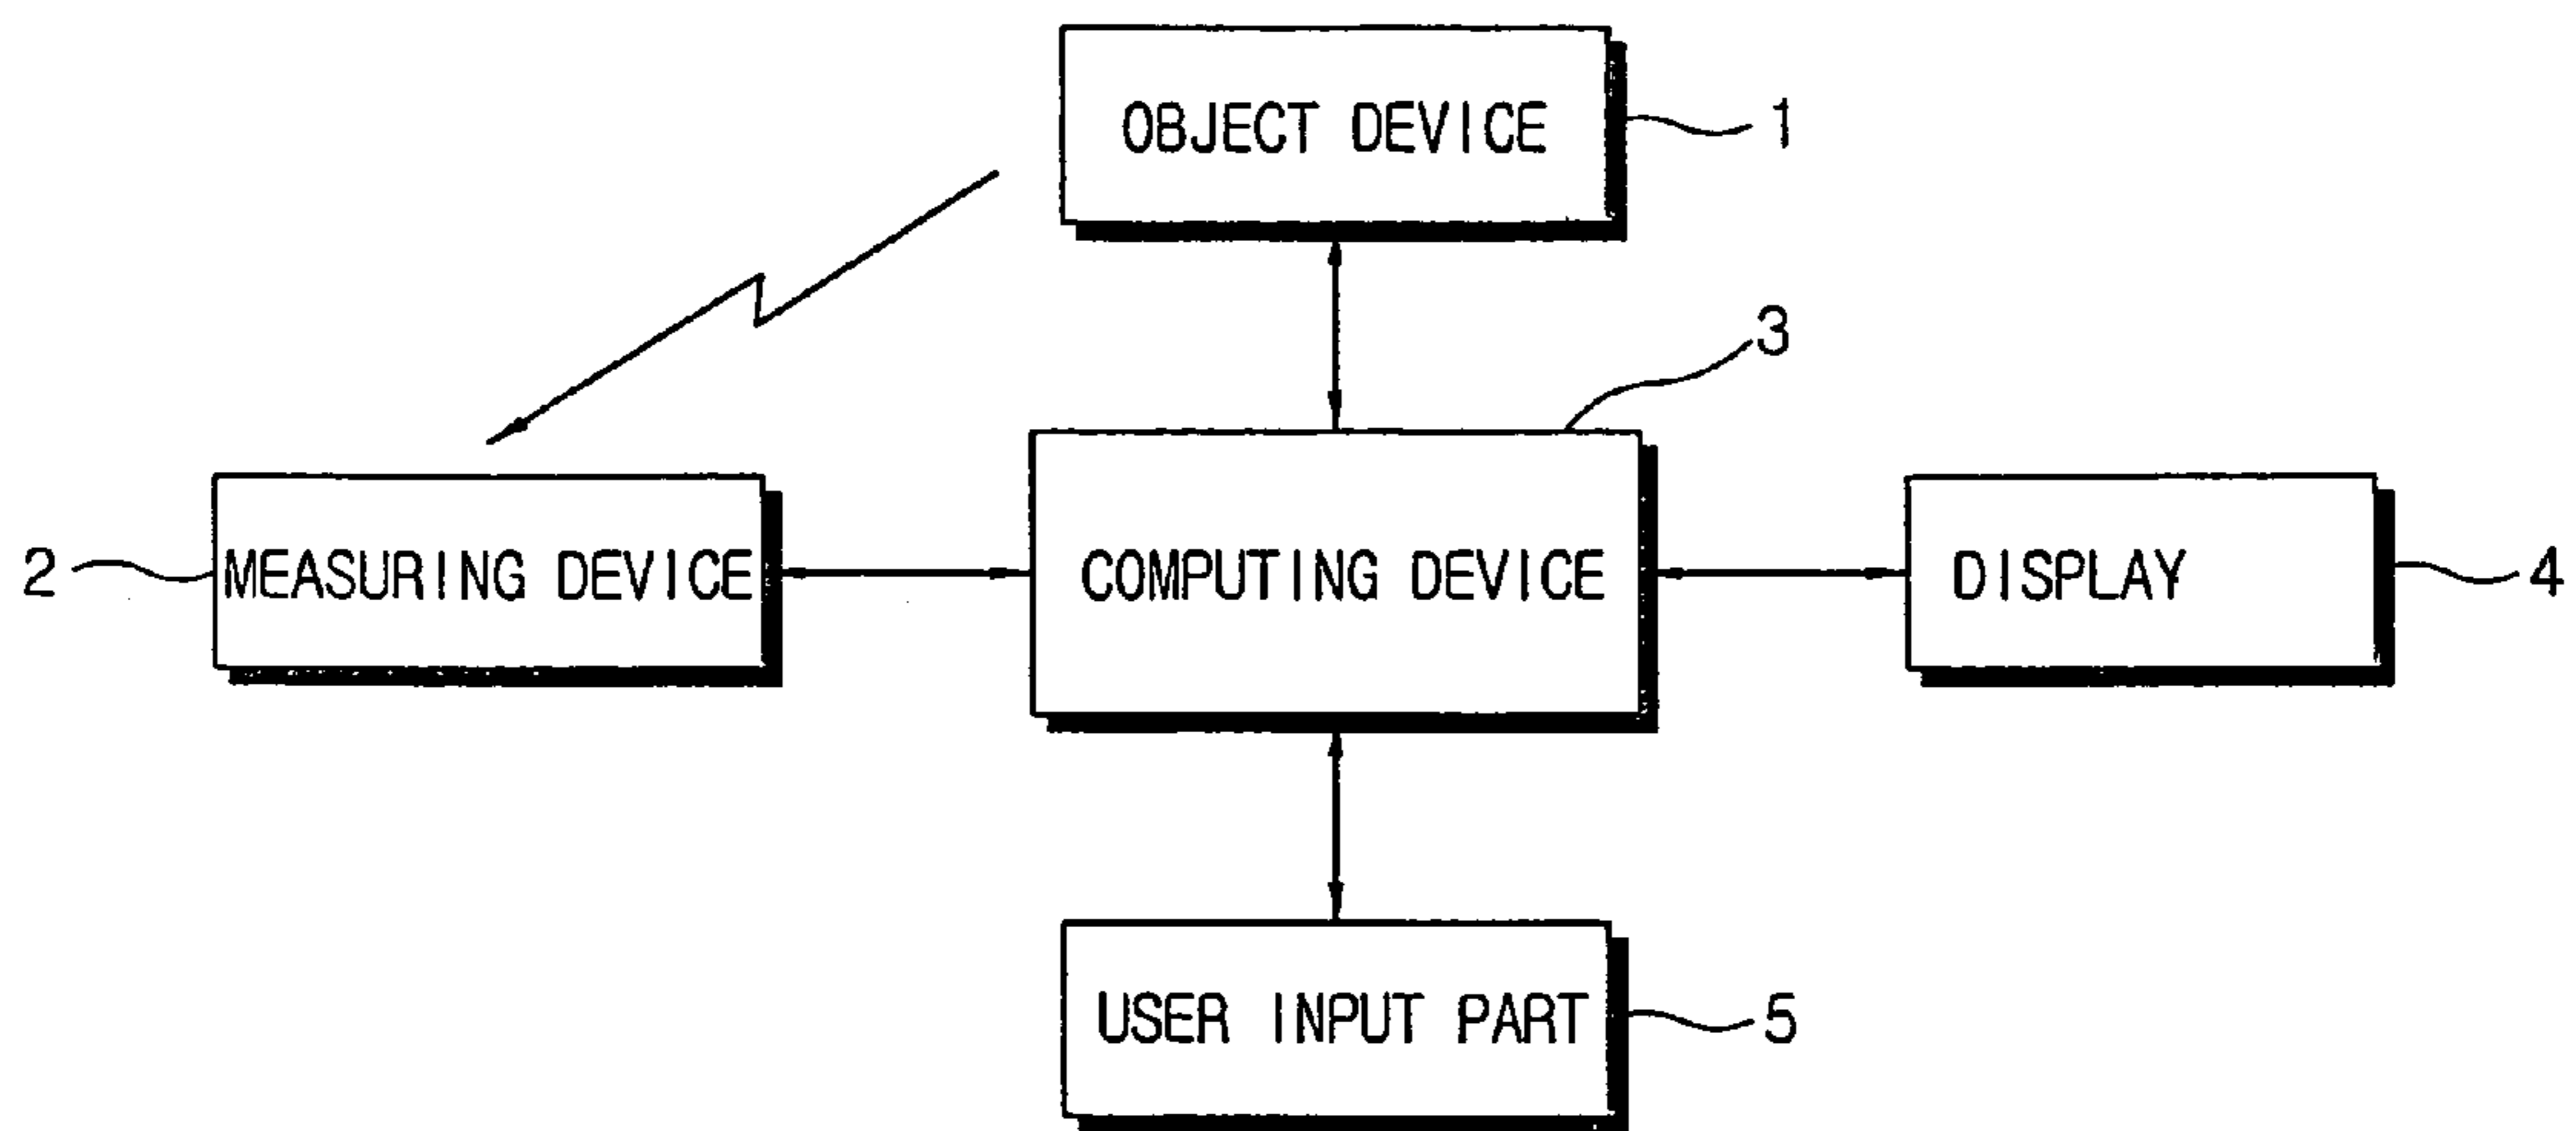 OBJECT DEVICE
1
3
2
MEASURING DEVICE
COMPUTING DEVICE
DISPLAY
4
USER INPUT PART
5